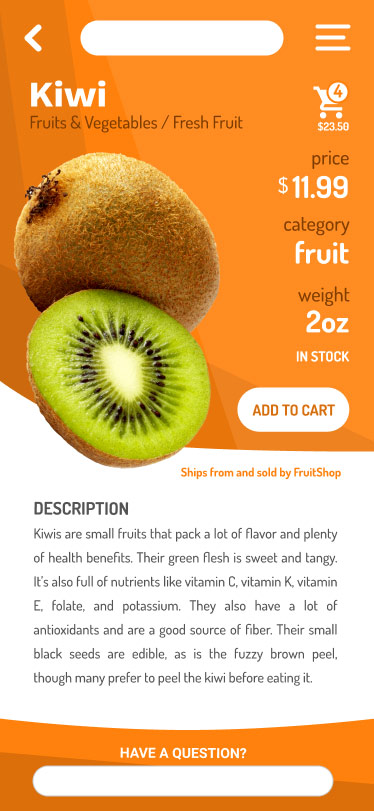 Kiwi
Fruits & Vegetables / Fresh Fruit
4
$23.50
price
$11.99
category
fruit
weight
2oz
IN STOCK
ADD TO CART
Ships from and sold by FruitShop
DESCRIPTION
Kiwis are small fruits that pack a lot of flavor and plenty
of health benefits. Their green flesh is sweet and tangy.
It's also full of nutrients like vitamin C, vitamin K, vitamin
E, folate, and potassium. They also have a lot of
antioxidants and are a good source of fiber. Their small
black seeds are edible, as is the fuzzy brown peel,
though many prefer to peel the kiwi before eating it.
HAVE A QUESTION?